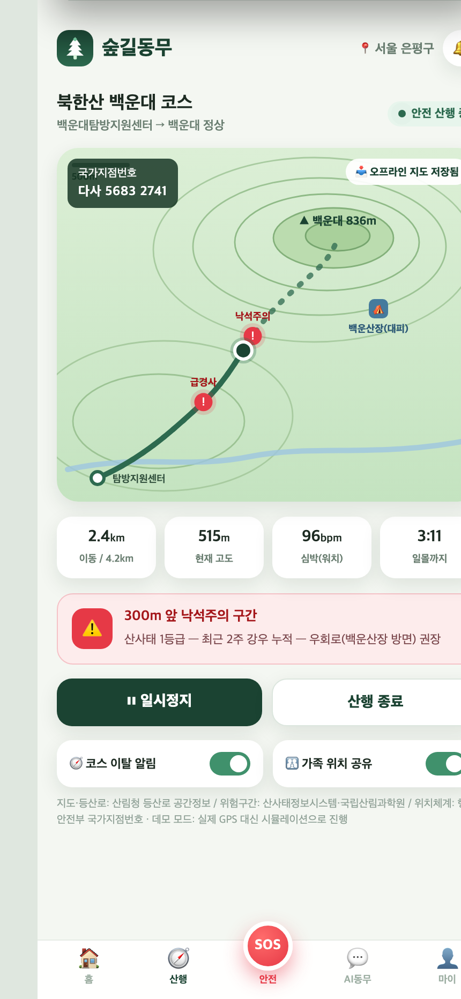 숲길동무
서울 은평구
북한산 백운대 코스
백운대탐방지원센터 → 백운대 정상
안전 산행
국가지점번호
500m
다사 5683 2741
오프라인 지도 저장됨
▲ 백운대 836m
낙석주의
!
백운산장(대피)
급경사
!
탐방지원센터
2.4km
이동 / 4.2km
515m
현재 고도
96bpm
심박(워치)
3:11
일몰까지
300m 앞 낙석주의 구간
산사태 1등급 — 최근 2주 강우 누적 — 우회로(백운산장 방면) 권장
일시정지
산행 종료
코스 이탈 알림
가족 위치 공유
지도·등산로: 산림청 등산로 공간정보 / 위험구간: 산사태정보시스템·국립산림과학원 / 위치체계:
안전부 국가지점번호 · 데모 모드: 실제 GPS 대신 시뮬레이션으로 진행
홈
산행
SOS
안전
AI동무
마이